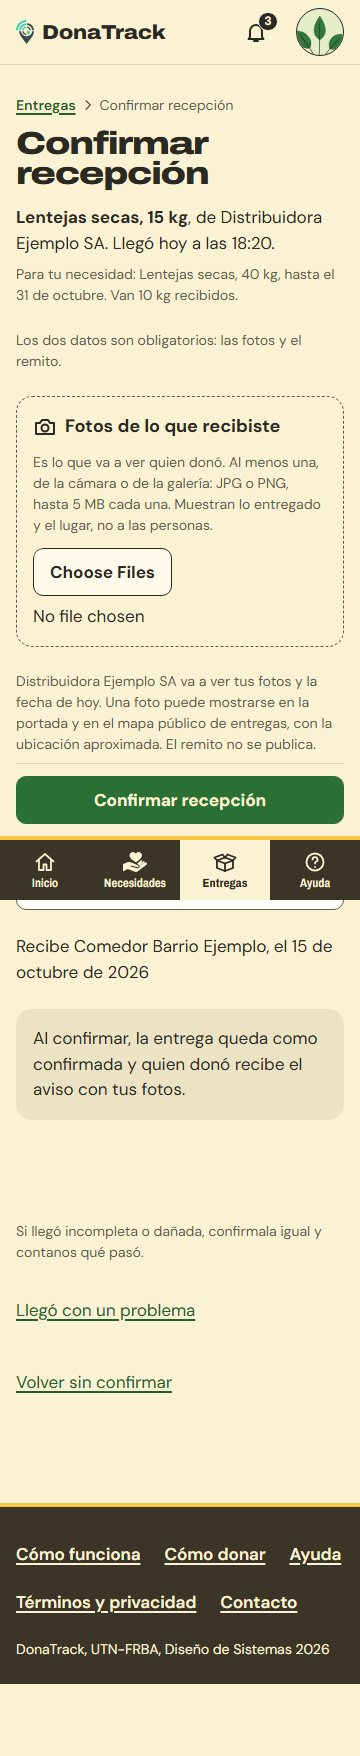 DonaTrack
3
Entregas > Confirmar recepción
Confirmar
recepción
Lentejas secas, 15 kg, de Distribuidora
Ejemplo SA. Llegó hoy a las 18:20.
Para tu necesidad: Lentejas secas, 40 kg, hasta el
31 de octubre. Van 10 kg recibidos.
Los dos datos son obligatorios: las fotos y el
remito.
Fotos de lo que recibiste
Es lo que va a ver quien donó. Al menos una,
de la cámara o de la galería: JPG o PNG,
hasta 5 MB cada una. Muestran lo entregado
y el lugar, no a las personas.
Choose Files
No file chosen
Distribuidora Ejemplo SA va a ver tus fotos y la
fecha de hoy. Una foto puede mostrarse en la
portada y en el mapa público de entregas, con la
ubicación aproximada. El remito no se publica.
Confirmar recepción
Inicio Necesidades Entregas Ayuda
Recibe Comedor Barrio Ejemplo, el 15 de
octubre de 2026
Al confirmar, la entrega queda como
confirmada y quien donó recibe el
aviso con tus fotos.
Si llegó incompleta o dañada, confirmala igual y
contanos qué pasó.
Llegó con un problema
Volver sin confirmar
Cómo funciona Cómo donar Ayuda
Términos y privacidad Contacto
DonaTrack, UTN-FRBA, Diseño de Sistemas 2026